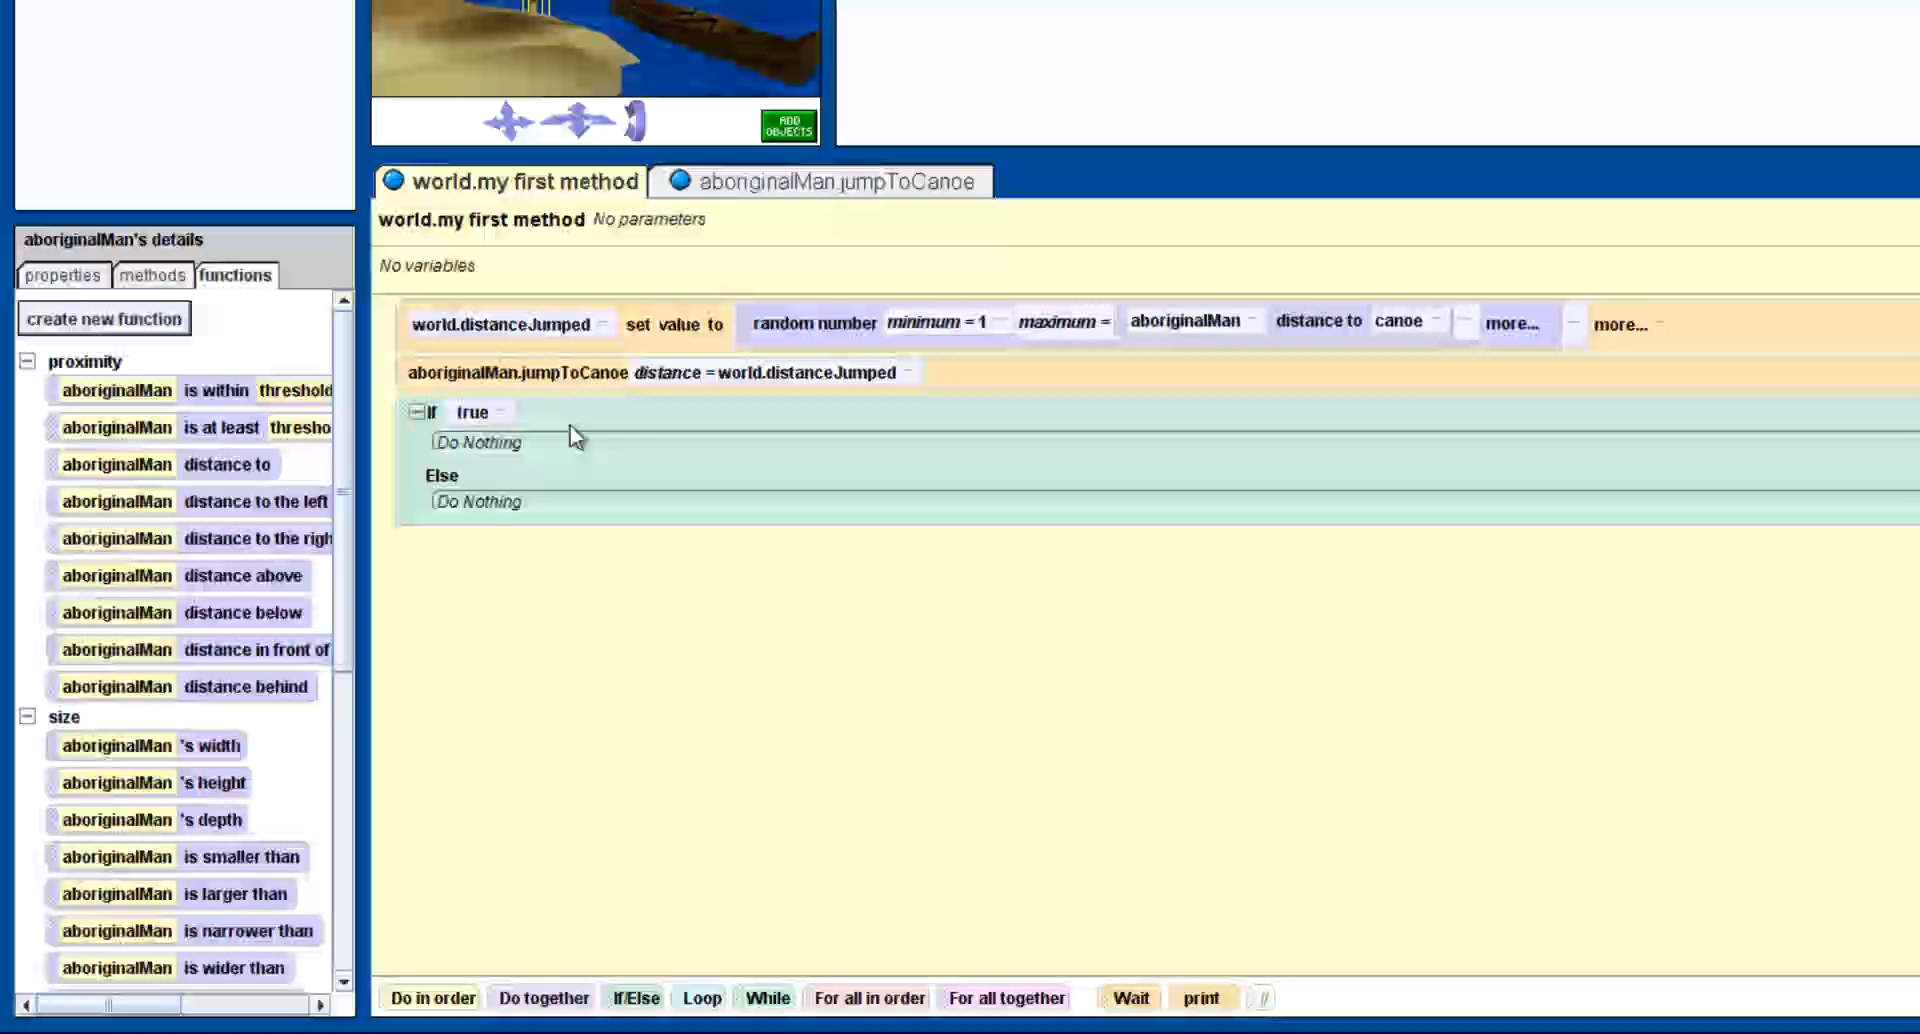 ADD
OBJECTS
world.my first method
aboriginalMan.jumpToCanoe
world.my first method No parameters
No variables
world.distanceJumped set value to random number minimum = 1 maximum = aboriginalMan distance to canoe more... more...
aboriginalMan.jumpToCanoe distance = world.distanceJumped
If true
Do Nothing
Else
Do Nothing
aboriginalMan's details
properties methods functions
create new function
proximity
aboriginalMan is within threshold
aboriginalMan is at least thresho
aboriginalMan distance to
aboriginalMan distance to the left
aboriginalMan distance to the righ
aboriginalMan distance above
aboriginalMan distance below
aboriginalMan distance in front of
aboriginalMan distance behind
size
aboriginalMan 's width
aboriginalMan 's height
aboriginalMan 's depth
aboriginalMan is smaller than
aboriginalMan is larger than
aboriginalMan is narrower than
aboriginalMan is wider than
Do in order Do together If/Else Loop While For all in order For all together Wait print //